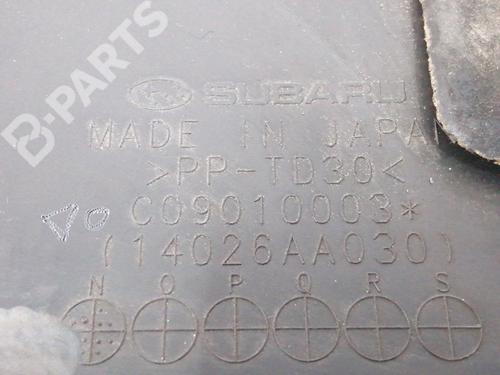 B-PARTS
SUBARU
MADE IN JAPAN
>PP-TD30<
C09010003*
(14026AA030)
N O P Q R S